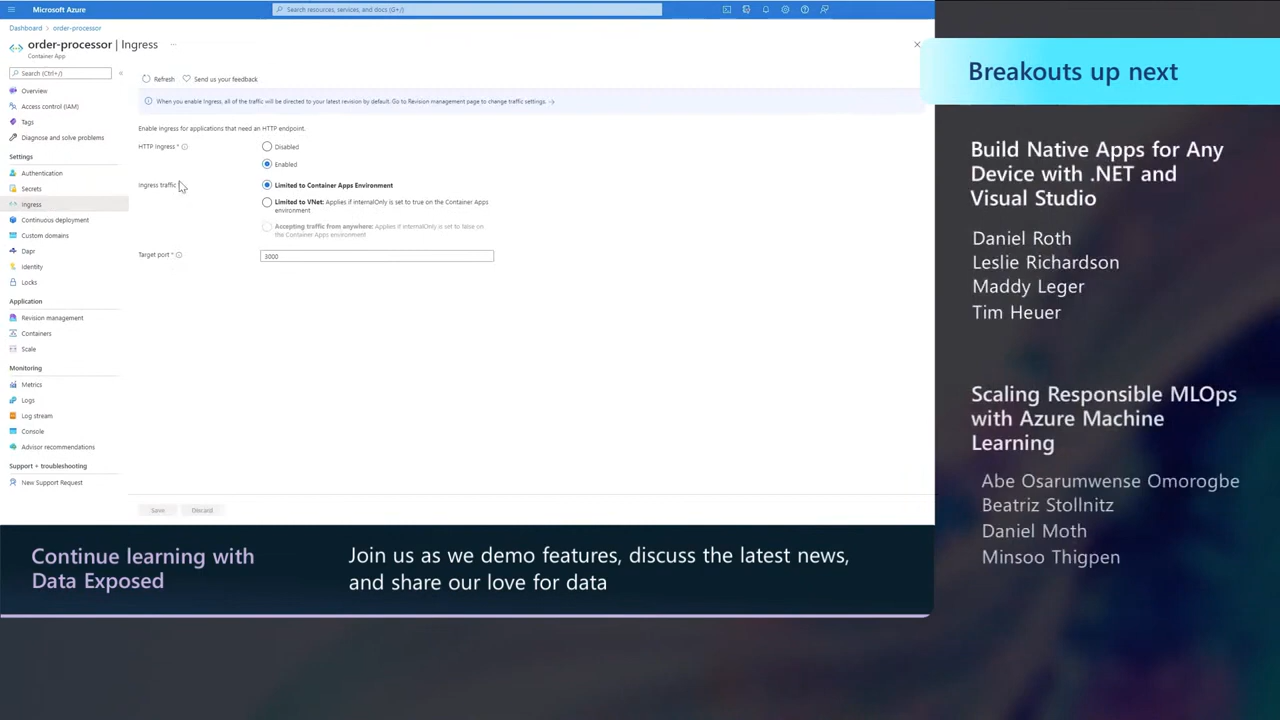 Microsoft Azure
Search resources, services, and docs (G+/)
Dashboard > order-processor
order-processor | Ingress ...
Container App
Search (Ctrl+/)
Overview
Access control (IAM)
Tags
Diagnose and solve problems
Settings
Authentication
Secrets
Ingress
Continuous deployment
Custom domains
Dapr
Identity
Locks
Application
Revision management
Containers
Scale
Monitoring
Metrics
Logs
Log stream
Console
Advisor recommendations
Support + troubleshooting
New Support Request
Refresh
Send us your feedback
When you enable Ingress, all of the traffic will be directed to your latest revision by default. Go to Revision management page to change traffic settings. →
Enable ingress for applications that need an HTTP endpoint.
HTTP Ingress *
Disabled
Enabled
Ingress traffic
Limited to Container Apps Environment
Limited to VNet: Applies if internalOnly is set to true on the Container Apps
environment
Accepting traffic from anywhere: Applies if internalOnly is set to false on
the Container Apps environment
Target port *
3000
Save
Discard
Breakouts up next
Build Native Apps for Any
Device with .NET and
Visual Studio
Daniel Roth
Leslie Richardson
Maddy Leger
Tim Heuer
Scaling Responsible MLOps
with Azure Machine
Learning
Abe Osarumwense Omorogbe
Beatriz Stollnitz
Daniel Moth
Minsoo Thigpen
Continue learning with
Data Exposed
Join us as we demo features, discuss the latest news,
and share our love for data